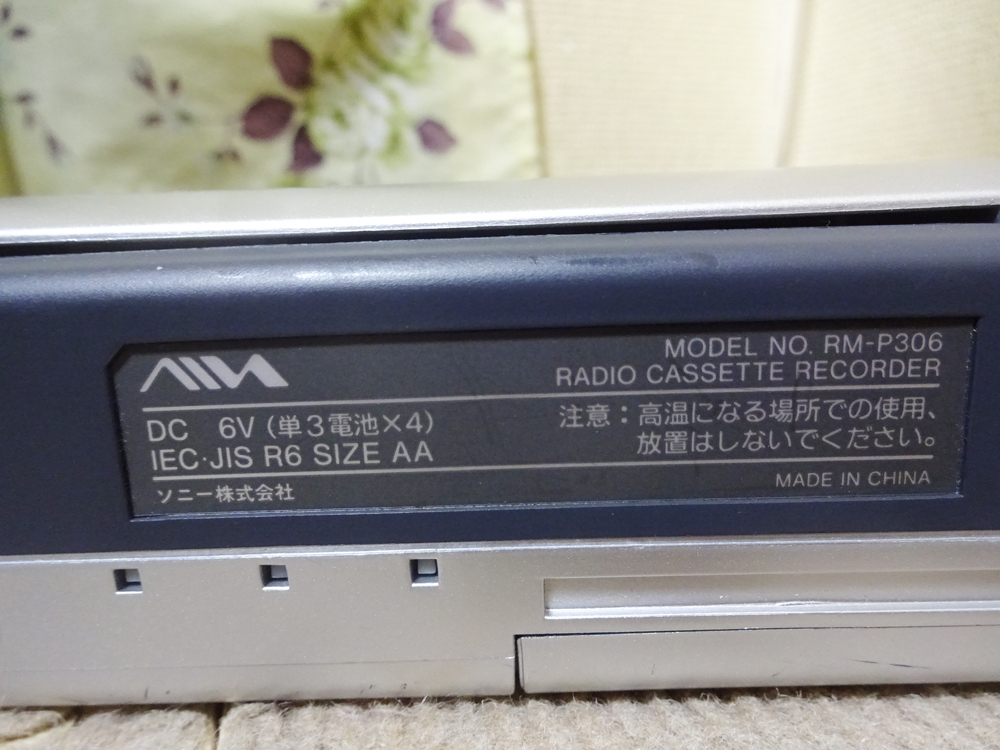 AIWA
MODEL NO. RM-P306
RADIO CASSETTE RECORDER
DC 6V (単3電池×4)
IEC·JIS R6 SIZE AA
注意：高温になる場所での使用、
放置はしないでください。
ソニー株式会社
MADE IN CHINA